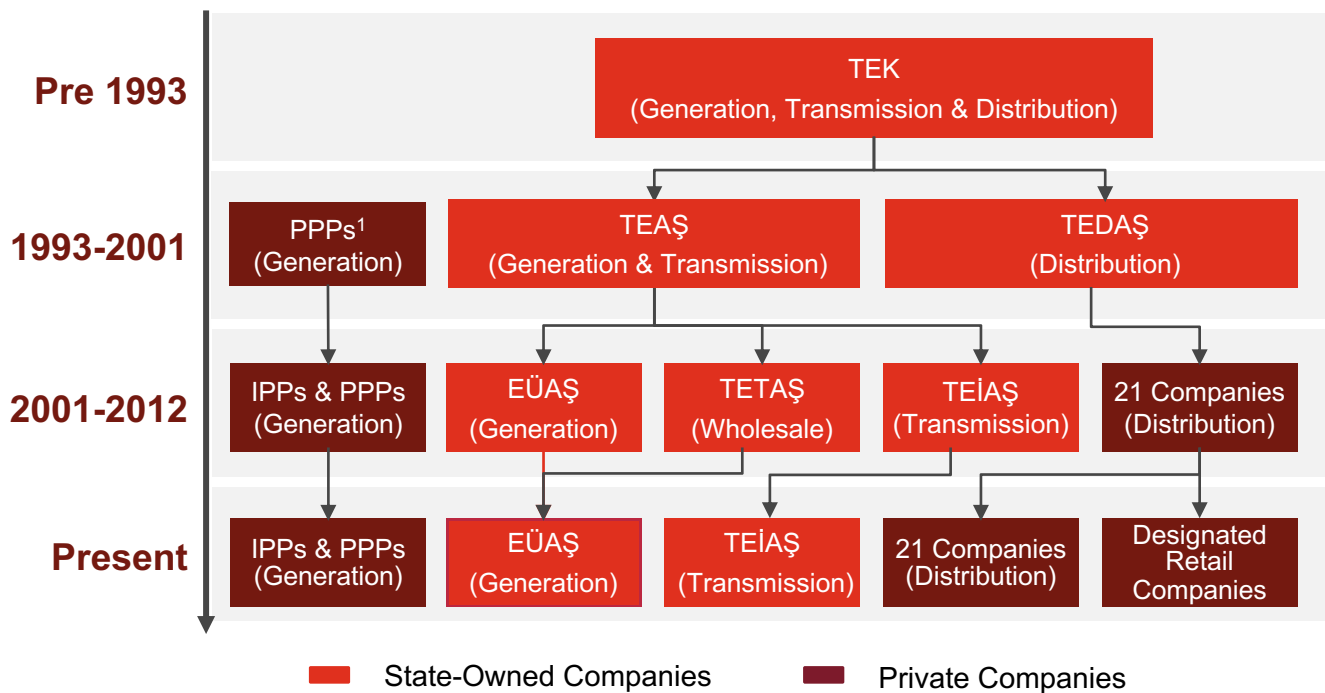 Pre 1993
TEK
(Generation, Transmission & Distribution)
1993-2001
PPPs¹
(Generation)
TEAŞ
(Generation & Transmission)
TEDAŞ
(Distribution)
2001-2012
IPPs & PPPs
(Generation)
EÜAŞ
(Generation)
TETAŞ
(Wholesale)
TEİAŞ
(Transmission)
21 Companies
(Distribution)
Present
IPPs & PPPs
(Generation)
EÜAŞ
(Generation)
TEİAŞ
(Transmission)
21 Companies
(Distribution)
Designated
Retail
Companies
State-Owned Companies
Private Companies